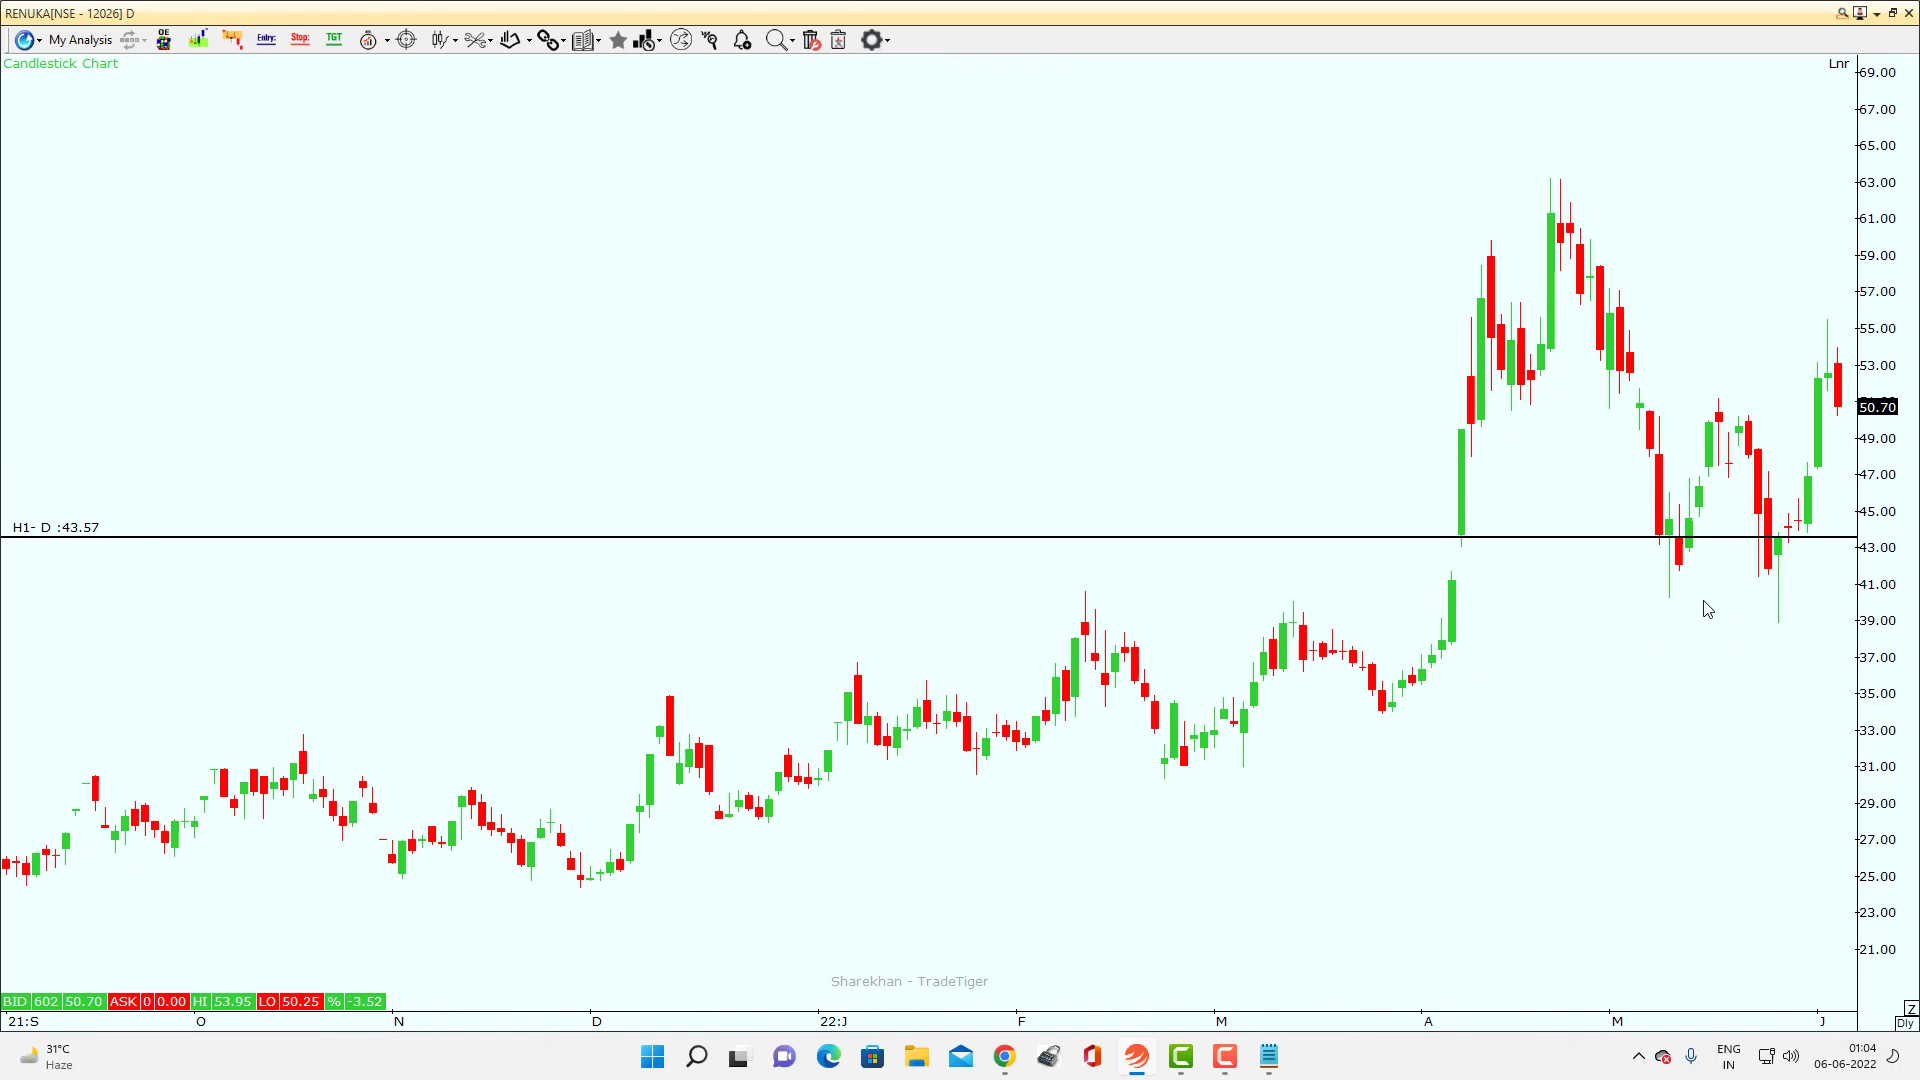 RENUKA[NSE - 12026] D
My Analysis
OE
Entry:
Stop:
TGT
Candlestick Chart
Lnr
69.00
67.00
65.00
63.00
61.00
59.00
57.00
55.00
53.00
50.70
49.00
47.00
45.00
H1- D :43.57
43.00
41.00
39.00
37.00
35.00
33.00
31.00
29.00
27.00
25.00
23.00
21.00
Sharekhan - TradeTiger
BID 602 50.70 ASK 0 0.00 HI 53.95 LO 50.25 % -3.52
Z
21:S O N D 22:J F M A M J
Dly
31°C
Haze
ENG
IN
01:04
06-06-2022